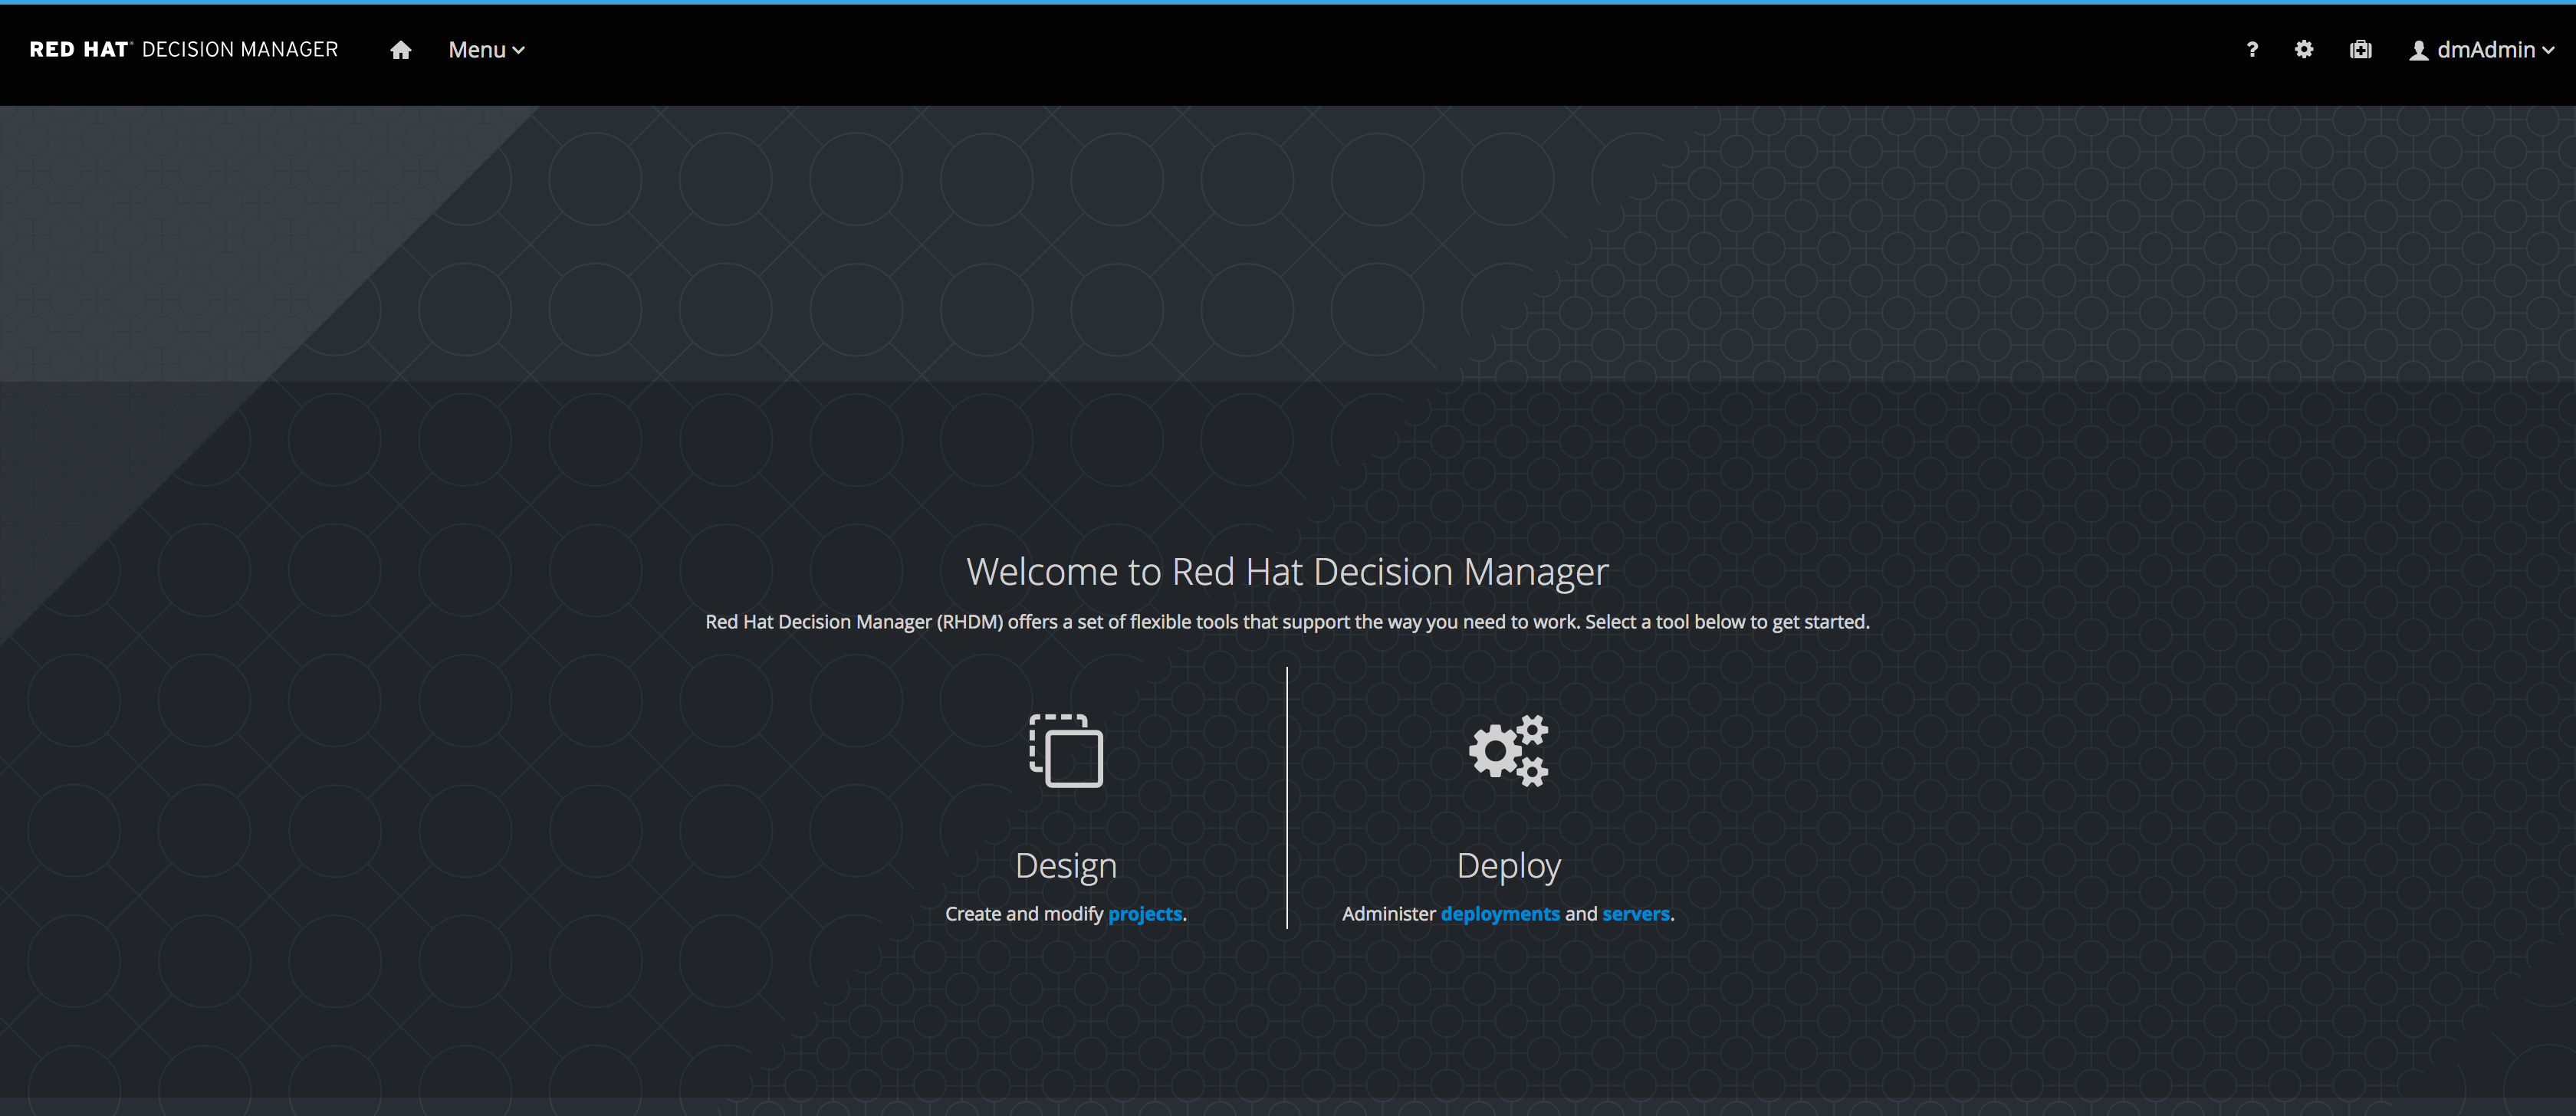 RED HAT® DECISION MANAGER Menu ? dmAdmin
Welcome to Red Hat Decision Manager
Red Hat Decision Manager (RHDM) offers a set of flexible tools that support the way you need to work. Select a tool below to get started.
Design
Create and modify projects.
Deploy
Administer deployments and servers.